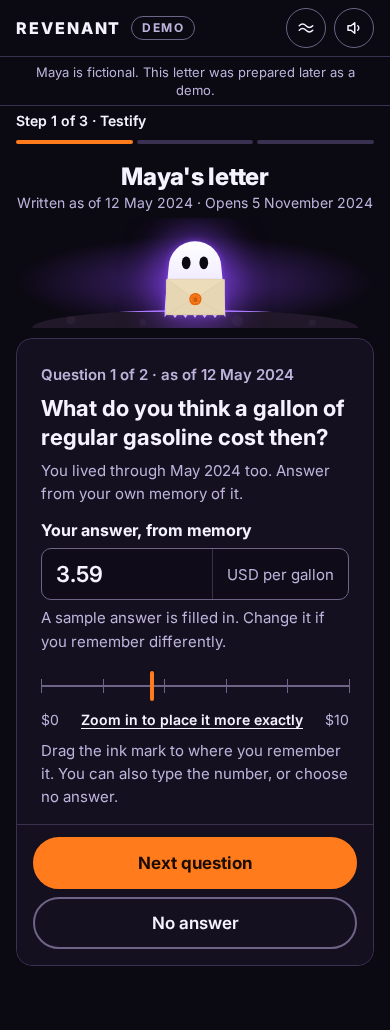 REVENANT DEMO
Maya is fictional. This letter was prepared later as a
demo.
Step 1 of 3 · Testify
Maya's letter
Written as of 12 May 2024 · Opens 5 November 2024
Question 1 of 2 · as of 12 May 2024
What do you think a gallon of
regular gasoline cost then?
You lived through May 2024 too. Answer
from your own memory of it.
Your answer, from memory
3.59 USD per gallon
A sample answer is filled in. Change it if
you remember differently.
$0 Zoom in to place it more exactly $10
Drag the ink mark to where you remember
it. You can also type the number, or choose
no answer.
Next question
No answer